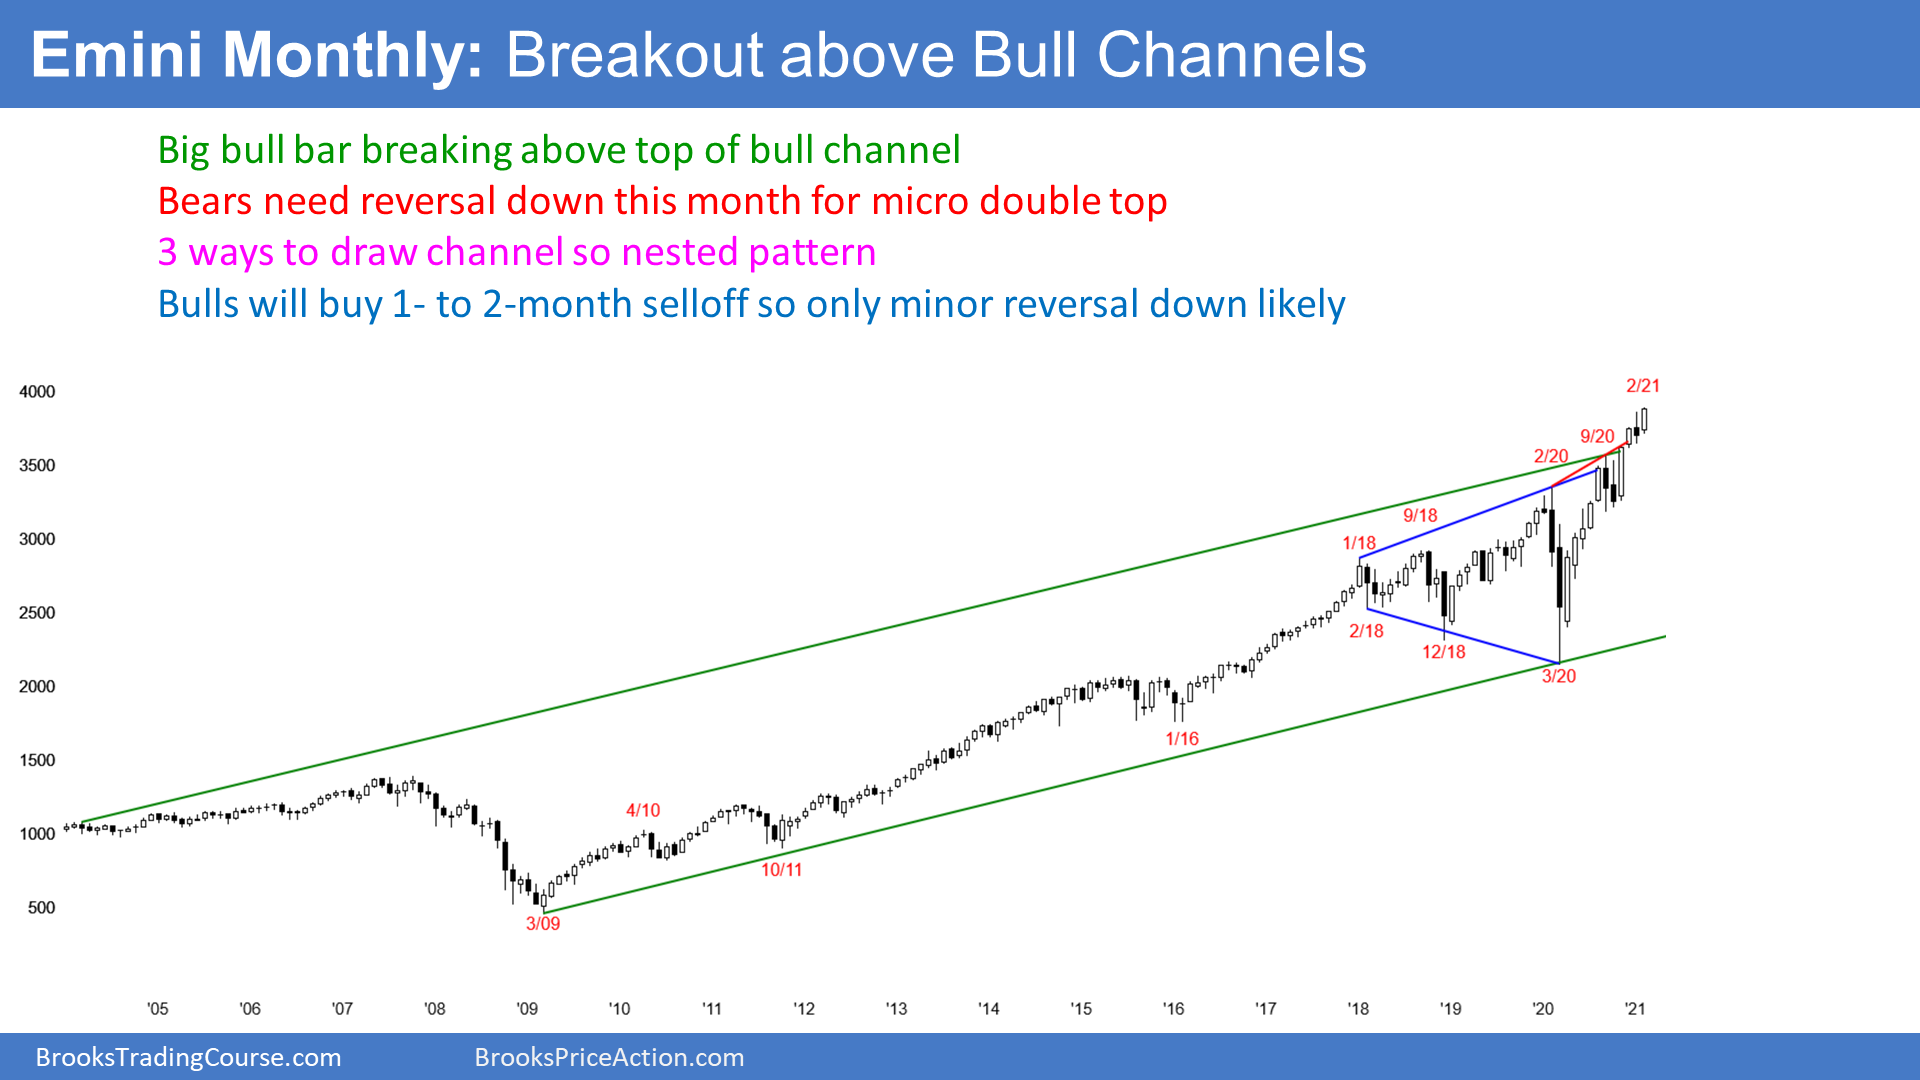 Emini Monthly: Breakout above Bull Channels
Big bull bar breaking above top of bull channel
Bears need reversal down this month for micro double top
3 ways to draw channel so nested pattern
Bulls will buy 1- to 2-month selloff so only minor reversal down likely
4000
3500
3000
2500
2000
1500
1000
500
2/21
9/20
2/20
9/18
1/18
2/18
12/18
3/20
1/16
4/10
10/11
3/09
'05 '06 '07 '08 '09 '10 '11 '12 '13 '14 '15 '16 '17 '18 '19 '20 '21
BrooksTradingCourse.com BrooksPriceAction.com